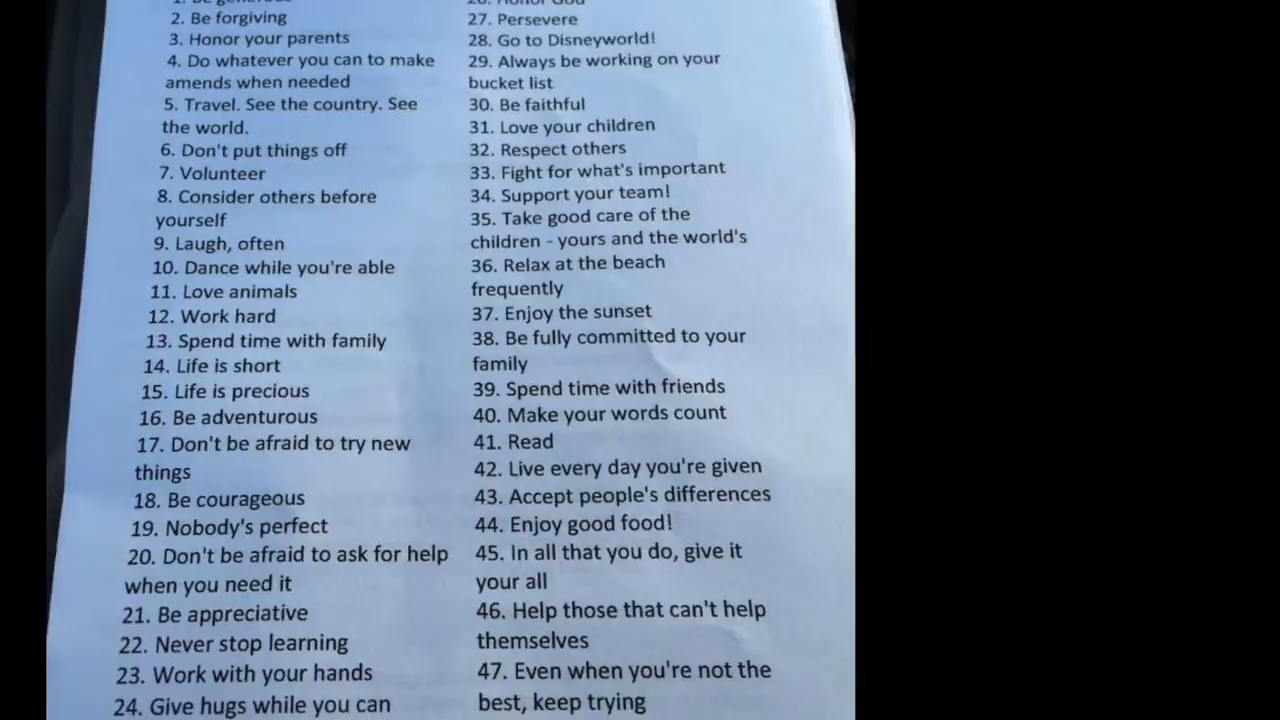 1. Be generous
2. Be forgiving
3. Honor your parents
4. Do whatever you can to make
amends when needed
5. Travel. See the country. See
the world.
6. Don't put things off
7. Volunteer
8. Consider others before
yourself
9. Laugh, often
10. Dance while you're able
11. Love animals
12. Work hard
13. Spend time with family
14. Life is short
15. Life is precious
16. Be adventurous
17. Don't be afraid to try new
things
18. Be courageous
19. Nobody's perfect
20. Don't be afraid to ask for help
when you need it
21. Be appreciative
22. Never stop learning
23. Work with your hands
24. Give hugs while you can
26. Honor God
27. Persevere
28. Go to Disneyworld!
29. Always be working on your
bucket list
30. Be faithful
31. Love your children
32. Respect others
33. Fight for what's important
34. Support your team!
35. Take good care of the
children - yours and the world's
36. Relax at the beach
frequently
37. Enjoy the sunset
38. Be fully committed to your
family
39. Spend time with friends
40. Make your words count
41. Read
42. Live every day you're given
43. Accept people's differences
44. Enjoy good food!
45. In all that you do, give it
your all
46. Help those that can't help
themselves
47. Even when you're not the
best, keep trying